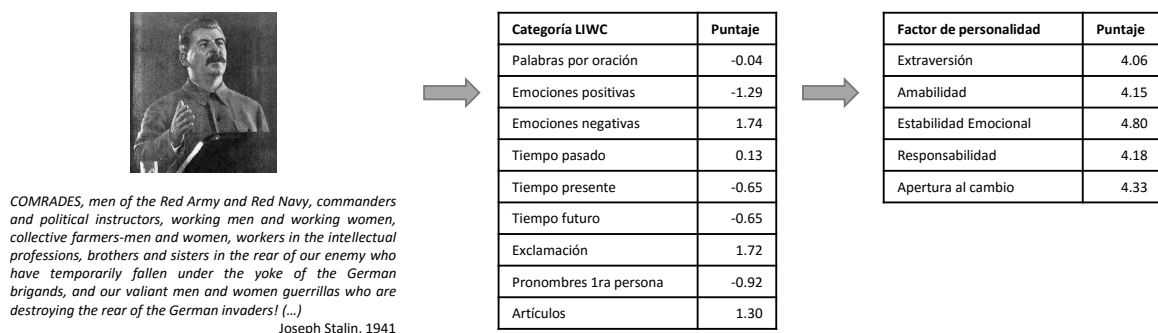 COMRADES, men of the Red Army and Red Navy, commanders
and political instructors, working men and working women,
collective farmers-men and women, workers in the intellectual
professions, brothers and sisters in the rear of our enemy who
have temporarily fallen under the yoke of the German
brigands, and our valiant men and women guerrillas who are
destroying the rear of the German invaders! (…)
Joseph Stalin, 1941
Categoría LIWC Puntaje
Palabras por oración -0.04
Emociones positivas -1.29
Emociones negativas 1.74
Tiempo pasado 0.13
Tiempo presente -0.65
Tiempo futuro -0.65
Exclamación 1.72
Pronombres 1ra persona -0.92
Artículos 1.30
Factor de personalidad Puntaje
Extraversión 4.06
Amabilidad 4.15
Estabilidad Emocional 4.80
Responsabilidad 4.18
Apertura al cambio 4.33